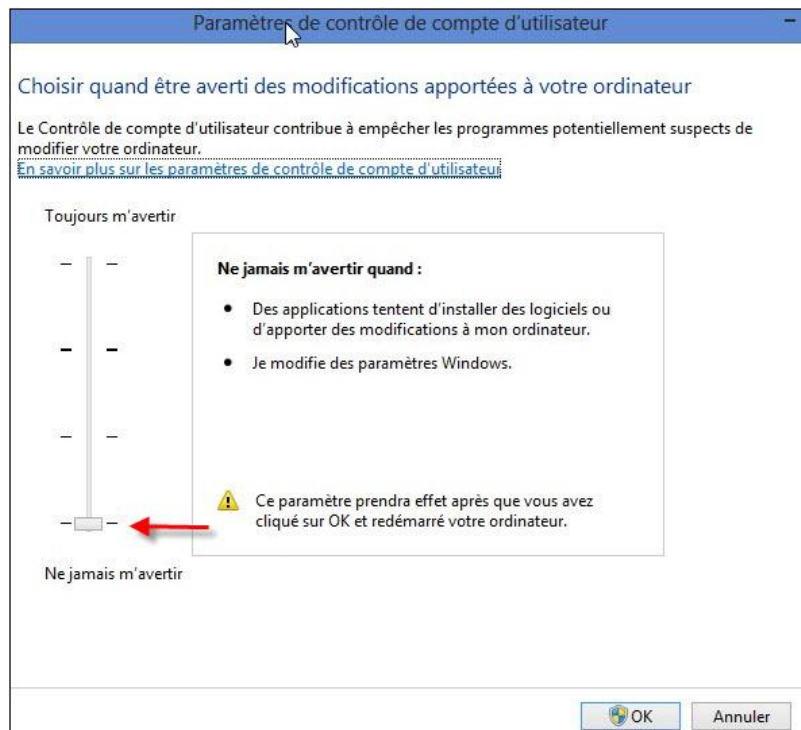 Paramètres de contrôle de compte d'utilisateur
Choisir quand être averti des modifications apportées à votre ordinateur
Le Contrôle de compte d'utilisateur contribue à empêcher les programmes potentiellement suspects de
modifier votre ordinateur.
En savoir plus sur les paramètres de contrôle de compte d'utilisateur
Toujours m'avertir
Ne jamais m'avertir quand :
• Des applications tentent d'installer des logiciels ou
d'apporter des modifications à mon ordinateur.
• Je modifie des paramètres Windows.
Ce paramètre prendra effet après que vous avez
cliqué sur OK et redémarré votre ordinateur.
Ne jamais m'avertir
OK
Annuler